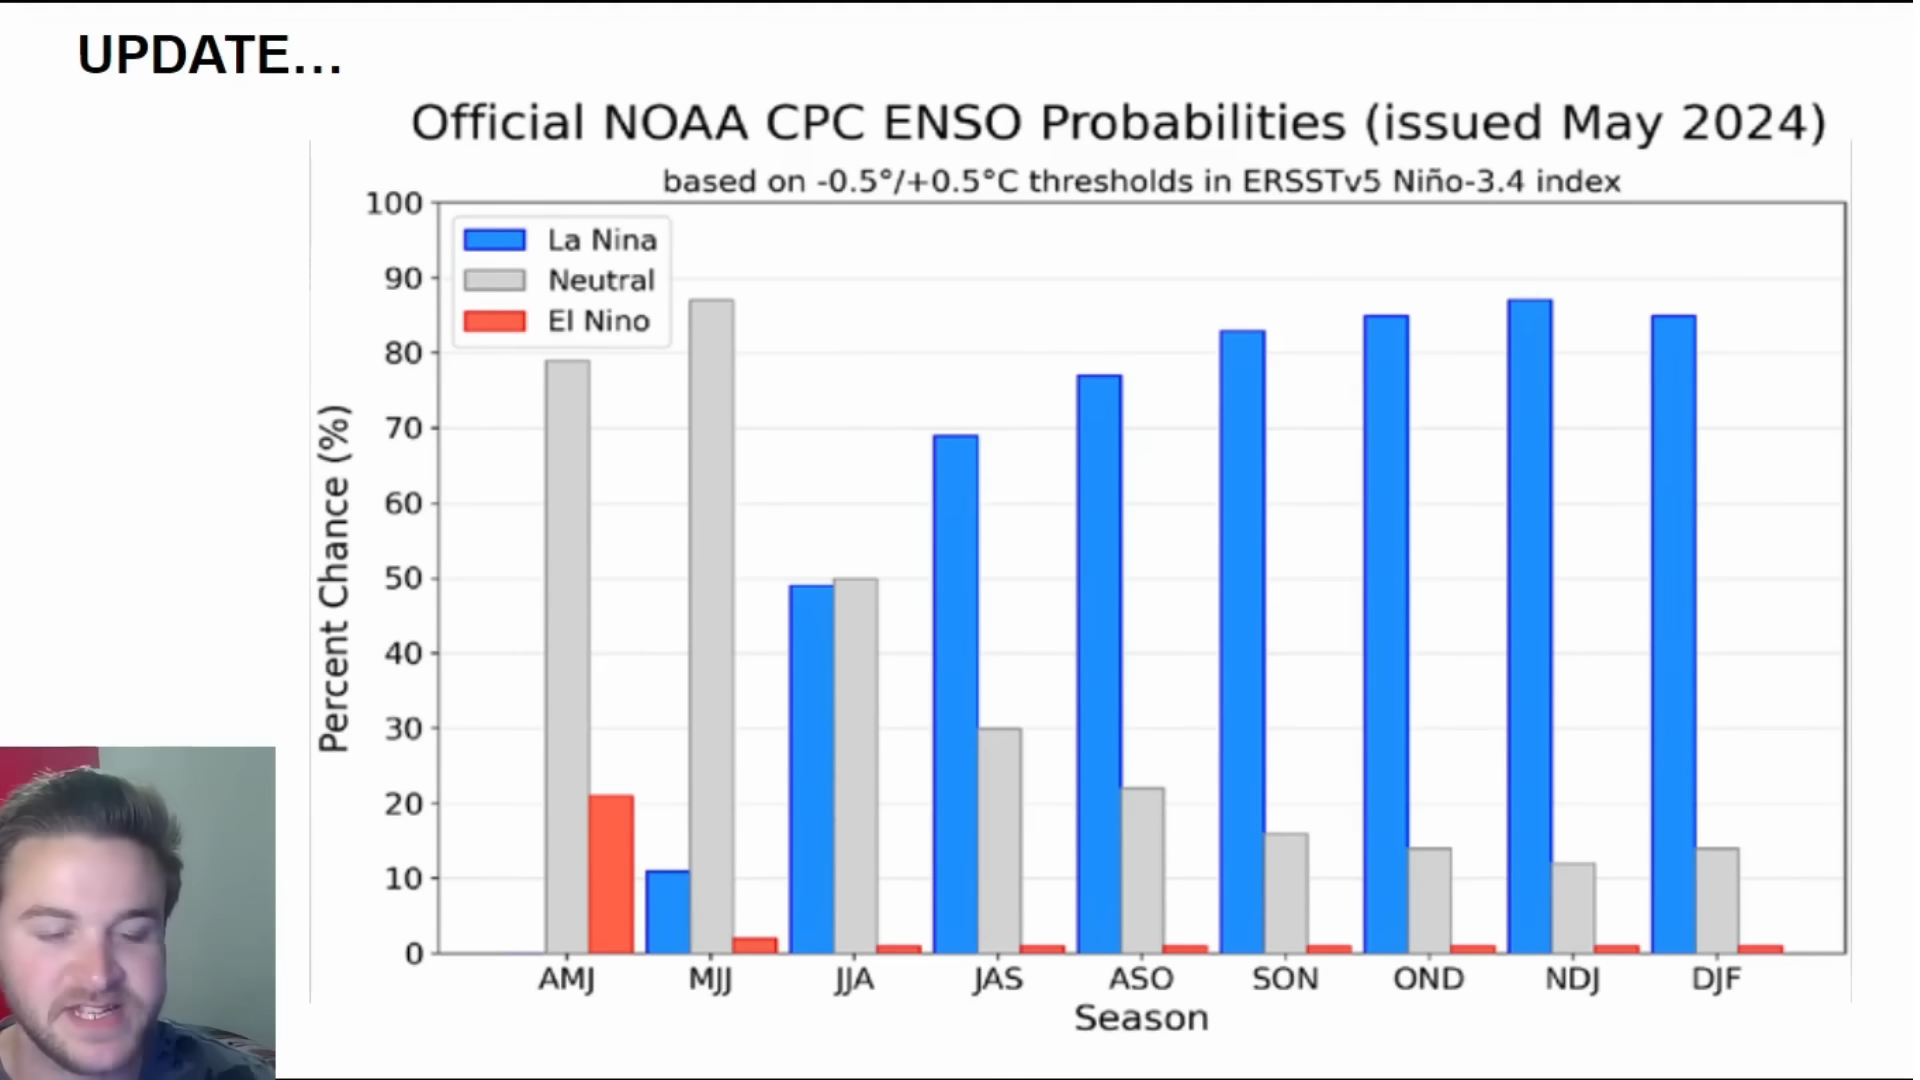 UPDATE...
Official NOAA CPC ENSO Probabilities (issued May 2024)
based on -0.5°/+0.5°C thresholds in ERSSTv5 Niño-3.4 index
La Nina
Neutral
El Nino
Percent Chance (%)
100
90
80
70
60
50
40
30
20
10
0
AMJ MJJ JJA JAS ASO SON OND NDJ DJF
Season